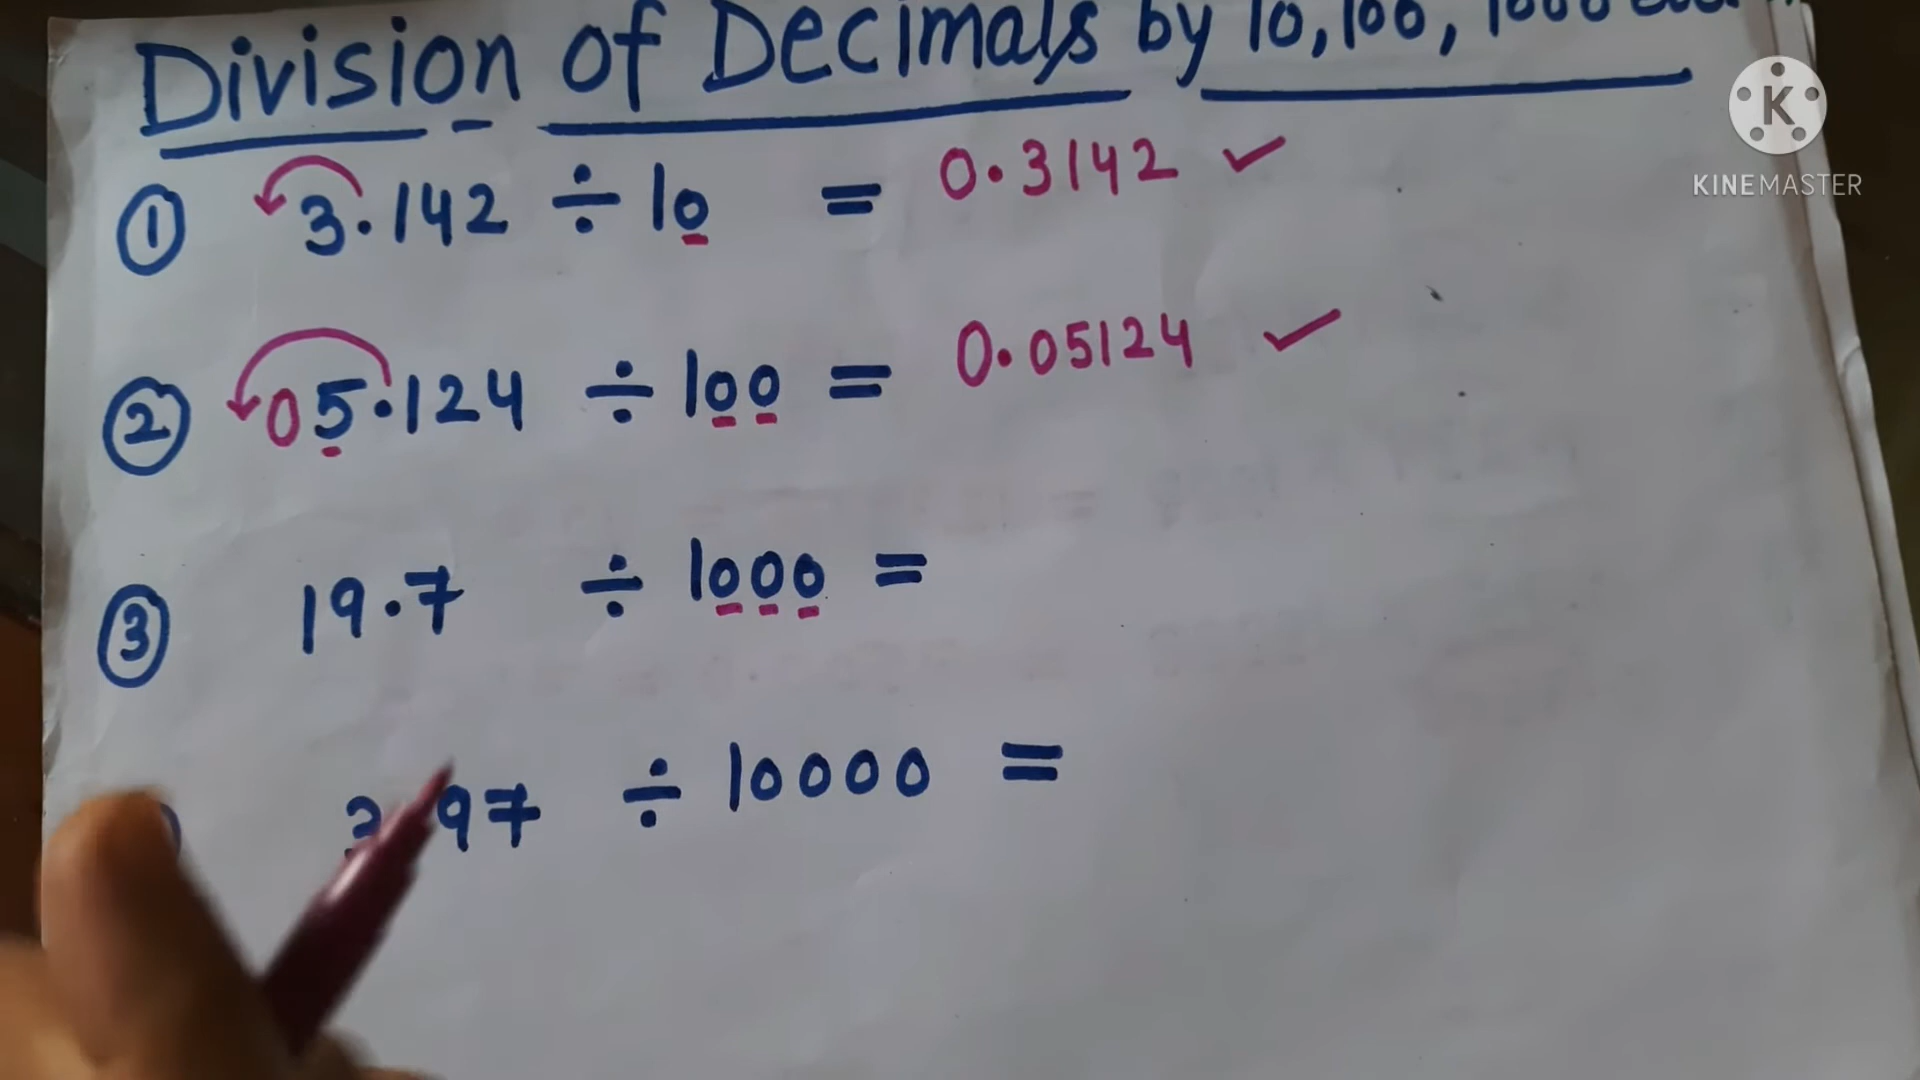 Division of Decimals by 10, 100, 1000
K
KINEMASTER
① 3.142 ÷ 10 = 0.3142 ✓
② 05.124 ÷ 100 = 0.05124 ✓
③ 19.7 ÷ 1000 =
97 ÷ 10000 =